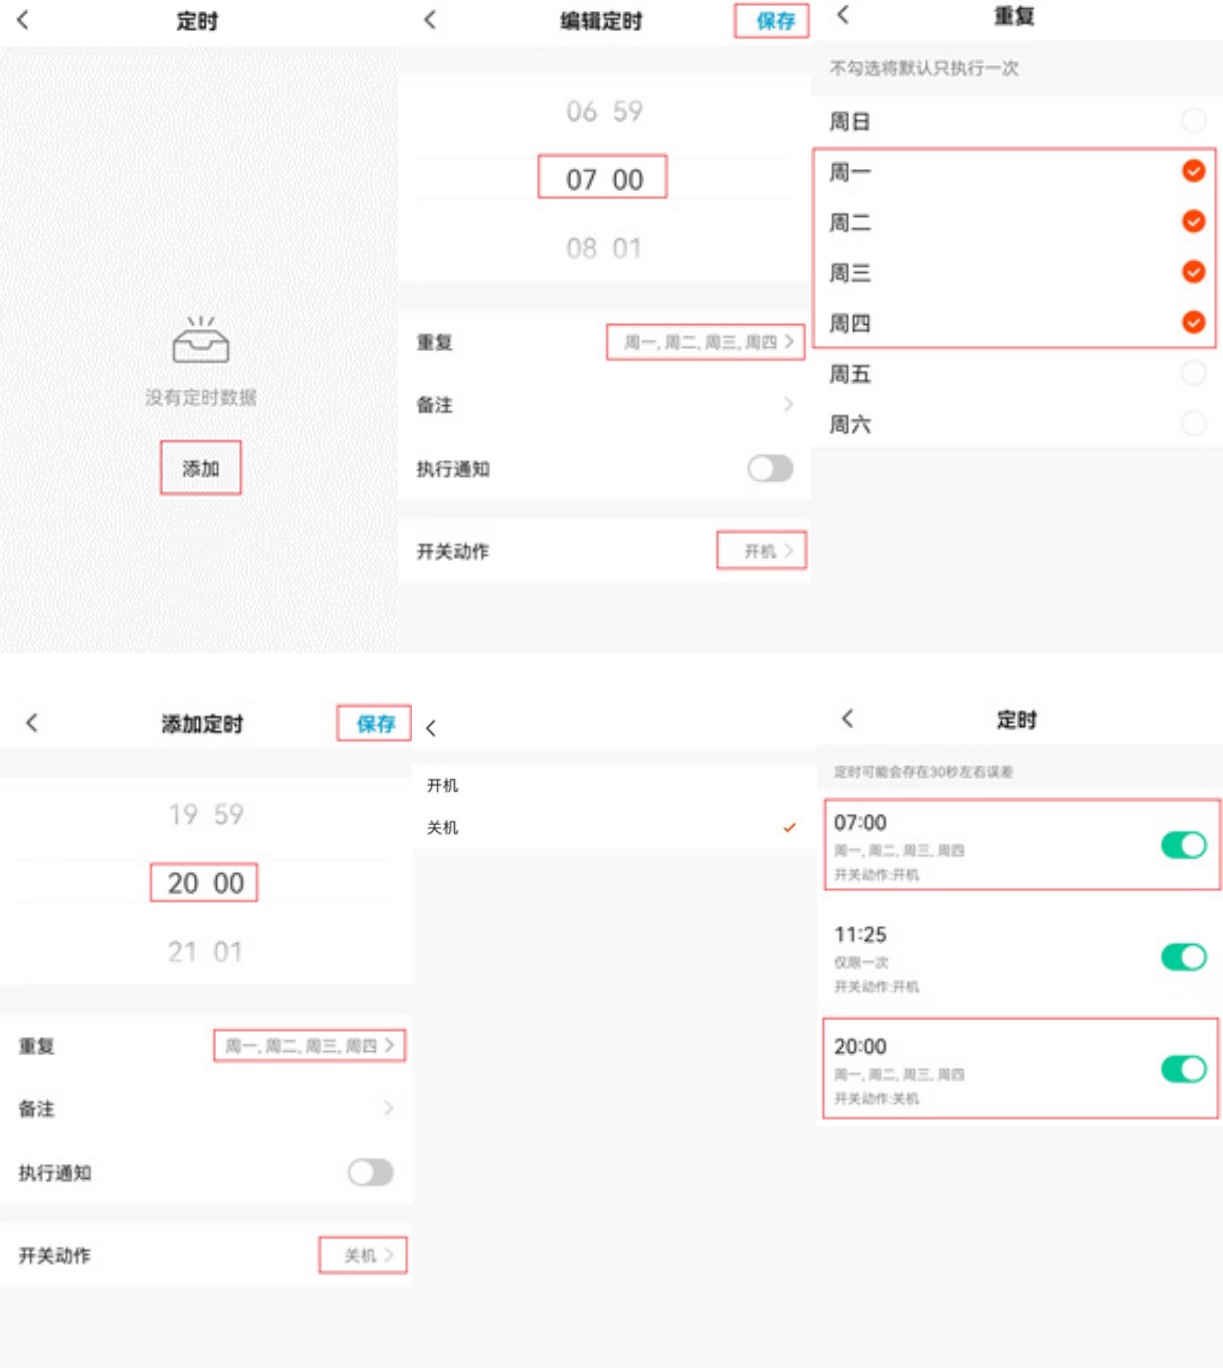 定时
没有定时数据
添加
编辑定时 保存
06 59
07 00
08 01
重复 周一, 周二, 周三, 周四
备注
执行通知
开关动作 开机
重复
不勾选将默认只执行一次
周日
周一
周二
周三
周四
周五
周六
添加定时 保存
19 59
20 00
21 01
重复 周一, 周二, 周三, 周四
备注
执行通知
开关动作 关机
开机
关机
定时
定时可能会存在30秒左右误差
07:00
周一, 周二, 周三, 周四
开关动作:开机
11:25
仅限一次
开关动作:开机
20:00
周一, 周二, 周三, 周四
开关动作:关机